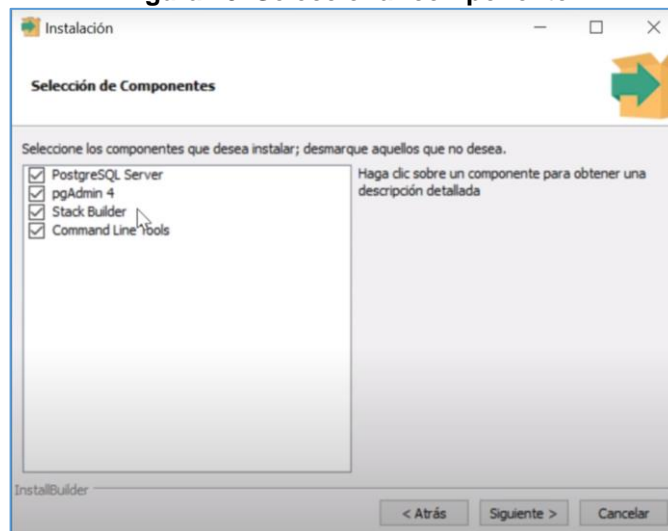 Instalación
Selección de Componentes
Seleccione los componentes que desea instalar; desmarque aquellos que no desea.
PostgreSQL Server
pgAdmin 4
Stack Builder
Command Line Tools
Haga clic sobre un componente para obtener una
descripción detallada
InstallBuilder
< Atrás
Siguiente >
Cancelar